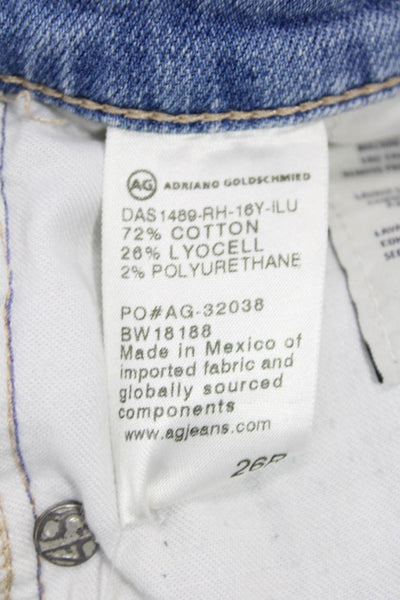 AG ADRIANO GOLDSCHMIED
DAS1489-RH-16Y-ILU
72% COTTON
26% LYOCELL
2% POLYURETHANE
PO#AG-32038
BW18188
Made in Mexico of
imported fabric and
globally sourced
components
www.agjeans.com
26R